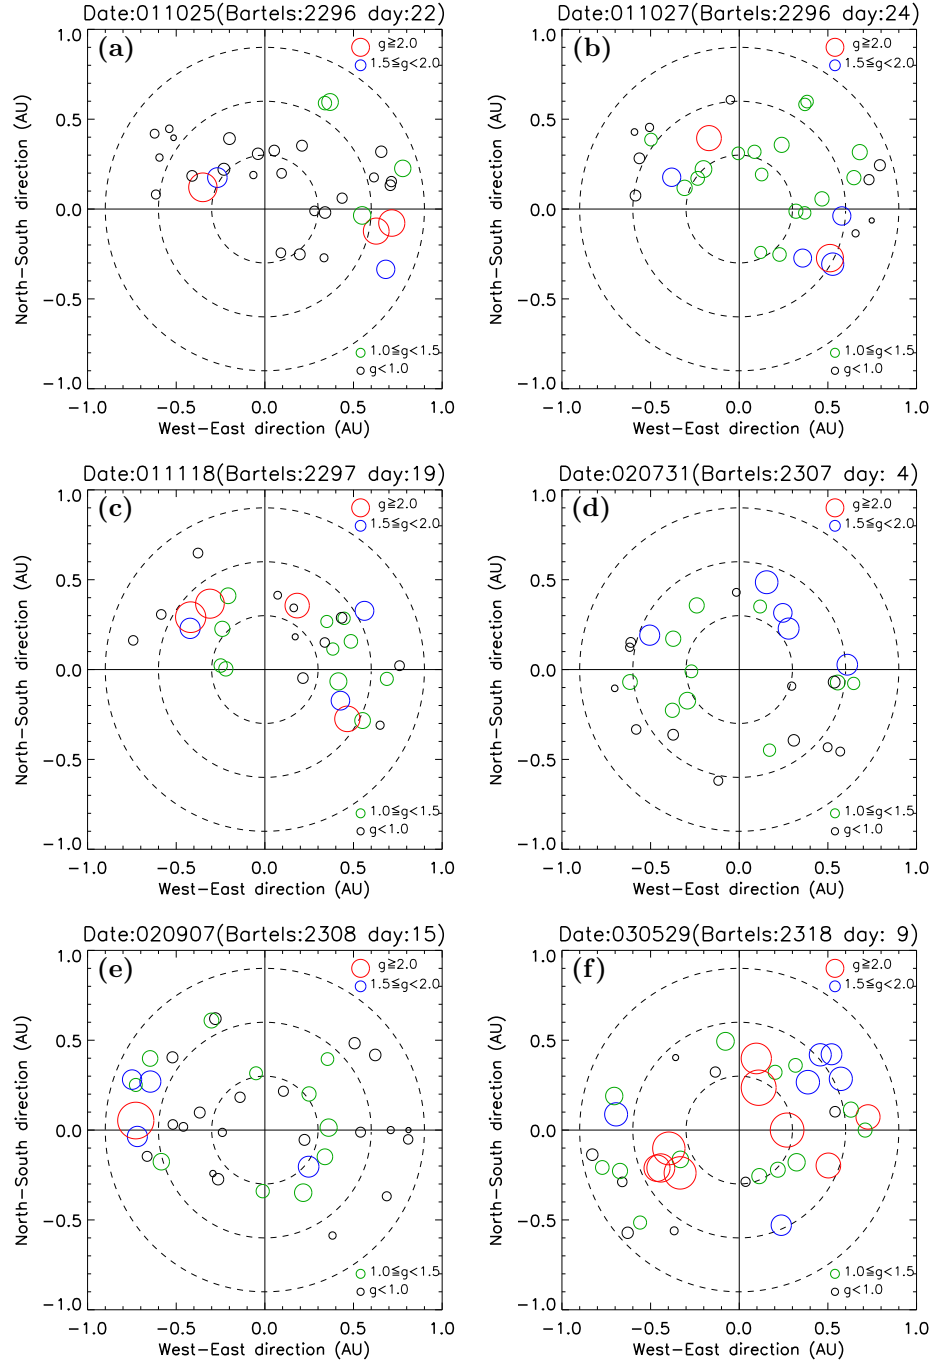 Date:011025(Bartels:2296 day:22)
(a)
g≧2.0
1.5≦g<2.0
1.0≦g<1.5
g<1.0
1.0
0.5
0.0
−0.5
−1.0
−1.0 −0.5 0.0 0.5 1.0
North−South direction (AU)
West−East direction (AU)
Date:011027(Bartels:2296 day:24)
(b)
g≧2.0
1.5≦g<2.0
1.0≦g<1.5
g<1.0
1.0
0.5
0.0
−0.5
−1.0
−1.0 −0.5 0.0 0.5 1.0
North−South direction (AU)
West−East direction (AU)
Date:011118(Bartels:2297 day:19)
(c)
g≧2.0
1.5≦g<2.0
1.0≦g<1.5
g<1.0
1.0
0.5
0.0
−0.5
−1.0
−1.0 −0.5 0.0 0.5 1.0
North−South direction (AU)
West−East direction (AU)
Date:020731(Bartels:2307 day: 4)
(d)
g≧2.0
1.5≦g<2.0
1.0≦g<1.5
g<1.0
1.0
0.5
0.0
−0.5
−1.0
−1.0 −0.5 0.0 0.5 1.0
North−South direction (AU)
West−East direction (AU)
Date:020907(Bartels:2308 day:15)
(e)
g≧2.0
1.5≦g<2.0
1.0≦g<1.5
g<1.0
1.0
0.5
0.0
−0.5
−1.0
−1.0 −0.5 0.0 0.5 1.0
North−South direction (AU)
West−East direction (AU)
Date:030529(Bartels:2318 day: 9)
(f)
g≧2.0
1.5≦g<2.0
1.0≦g<1.5
g<1.0
1.0
0.5
0.0
−0.5
−1.0
−1.0 −0.5 0.0 0.5 1.0
North−South direction (AU)
West−East direction (AU)